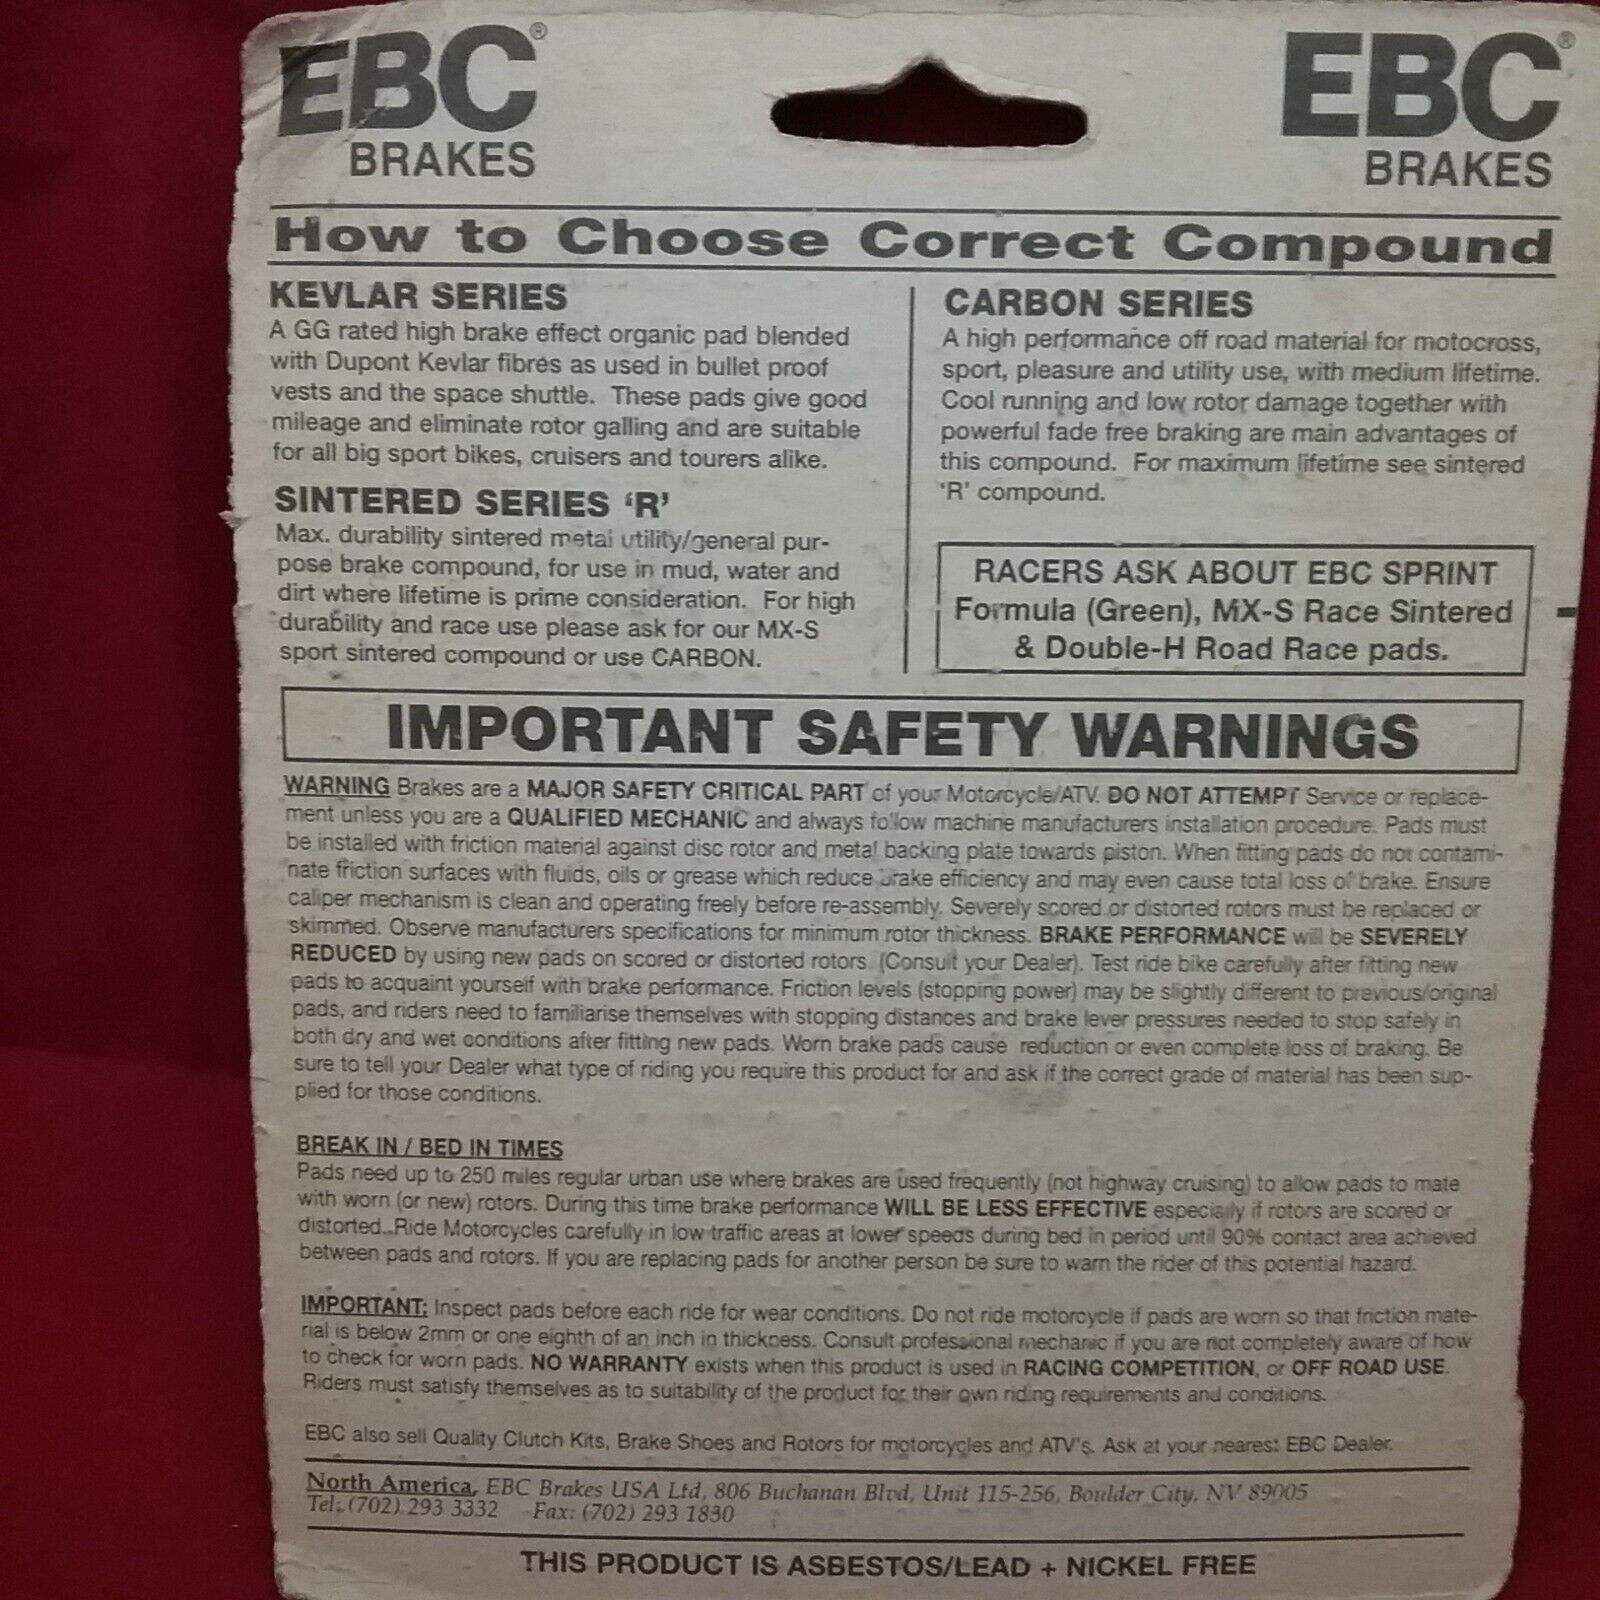 EBC® EBC®
BRAKES BRAKES
How to Choose Correct Compound
KEVLAR SERIES
A GG rated high brake effect organic pad blended
with Dupont Kevlar fibres as used in bullet proof
vests and the space shuttle. These pads give good
mileage and eliminate rotor galling and are suitable
for all big sport bikes, cruisers and tourers alike.
SINTERED SERIES ‘R’
Max. durability sintered metal utility/general pur-
pose brake compound, for use in mud, water and
dirt where lifetime is prime consideration. For high
durability and race use please ask for our MX-S
sport sintered compound or use CARBON.
CARBON SERIES
A high performance off road material for motocross,
sport, pleasure and utility use, with medium lifetime.
Cool running and low rotor damage together with
powerful fade free braking are main advantages of
this compound. For maximum lifetime see sintered
‘R’ compound.
RACERS ASK ABOUT EBC SPRINT
Formula (Green), MX-S Race Sintered
& Double-H Road Race pads.
IMPORTANT SAFETY WARNINGS
WARNING Brakes are a MAJOR SAFETY CRITICAL PART of your Motorcycle/ATV. DO NOT ATTEMPT Service or replace-
ment unless you are a QUALIFIED MECHANIC and always follow machine manufacturers installation procedure. Pads must
be installed with friction material against disc rotor and metal backing plate towards piston. When fitting pads do not contami-
nate friction surfaces with fluids, oils or grease which reduce brake efficiency and may even cause total loss of brake. Ensure
caliper mechanism is clean and operating freely before re-assembly. Severely scored or distorted rotors must be replaced or
skimmed. Observe manufacturers specifications for minimum rotor thickness. BRAKE PERFORMANCE will be SEVERELY
REDUCED by using new pads on scored or distorted rotors. (Consult your Dealer). Test ride bike carefully after fitting new
pads to acquaint yourself with brake performance. Friction levels (stopping power) may be slightly different to previous/original
pads, and riders need to familiarise themselves with stopping distances and brake lever pressures needed to stop safely in
both dry and wet conditions after fitting new pads. Worn brake pads cause reduction or even complete loss of braking. Be
sure to tell your Dealer what type of riding you require this product for and ask if the correct grade of material has been sup-
plied for those conditions.
BREAK IN / BED IN TIMES
Pads need up to 250 miles regular urban use where brakes are used frequently (not highway cruising) to allow pads to mate
with worn (or new) rotors. During this time brake performance WILL BE LESS EFFECTIVE especially if rotors are scored or
distorted. Ride Motorcycles carefully in low traffic areas at lower speeds during bed in period until 90% contact area achieved
between pads and rotors. If you are replacing pads for another person be sure to warn the rider of this potential hazard.
IMPORTANT: Inspect pads before each ride for wear conditions. Do not ride motorcycle if pads are worn so that friction mate-
rial is below 2mm or one eighth of an inch in thickness. Consult professional mechanic if you are not completely aware of how
to check for worn pads. NO WARRANTY exists when this product is used in RACING COMPETITION, or OFF ROAD USE.
Riders must satisfy themselves as to suitability of the product for their own riding requirements and conditions.
EBC also sell Quality Clutch Kits, Brake Shoes and Rotors for motorcycles and ATV's. Ask at your nearest EBC Dealer.
North America, EBC Brakes USA Ltd, 806 Buchanan Blvd, Unit 115-256, Boulder City, NV 89005
Tel: (702) 293 3332 Fax: (702) 293 1830
THIS PRODUCT IS ASBESTOS/LEAD + NICKEL FREE